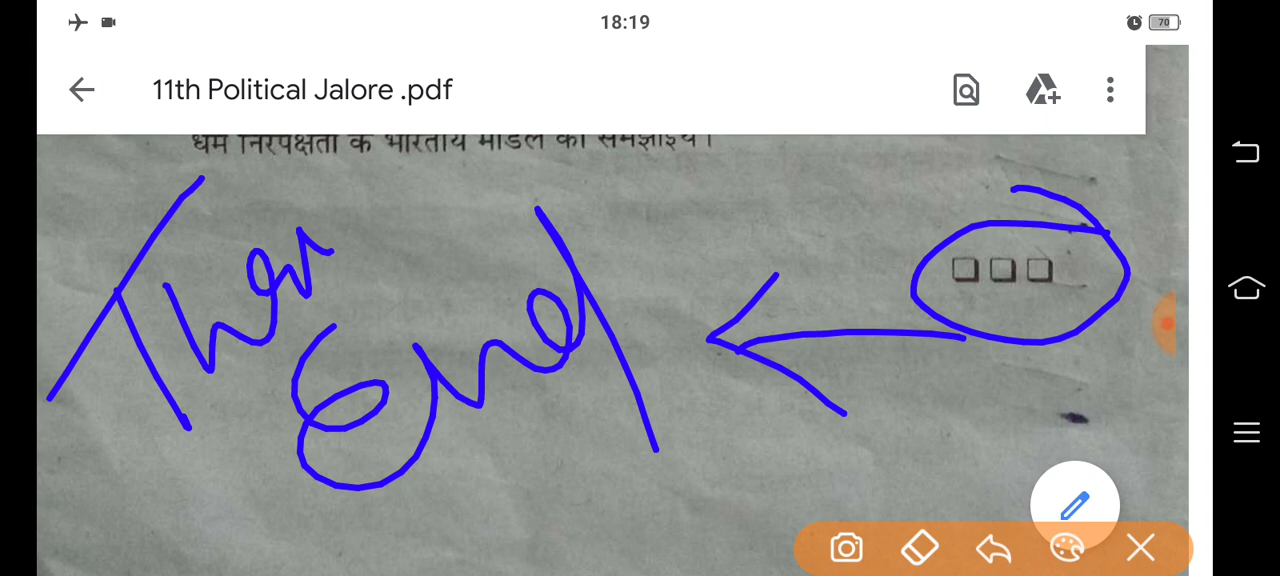 18:19
70
11th Political Jalore .pdf
धर्म निरपेक्षता के भारतीय मॉडल को समझाइये।
The
End